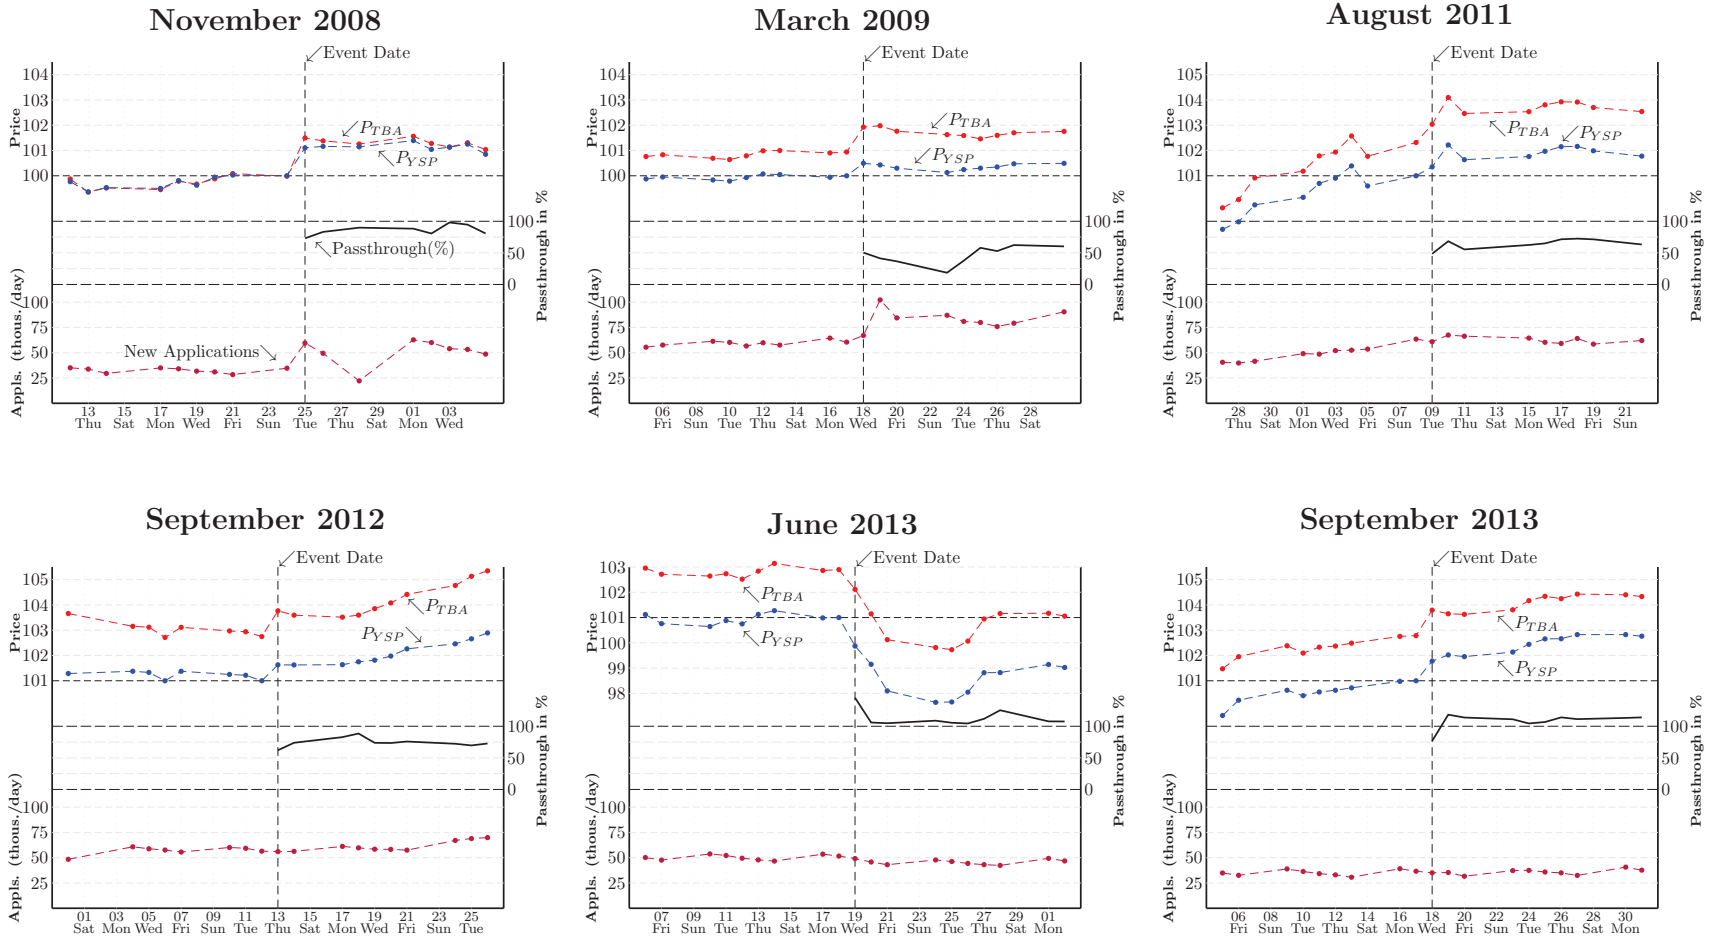 November 2008
Event Date
104
103
102
101
100
Price
P_TBA
P_YSP
100
50
0
Passthrough in %
Passthrough(%)
100
75
50
25
Appls. (thous./day)
New Applications
13 15 17 19 21 23 25 27 29 01 03
Thu Sat Mon Wed Fri Sun Tue Thu Sat Mon Wed
March 2009
Event Date
104
103
102
101
100
Price
P_TBA
P_YSP
100
50
0
Passthrough in %
100
75
50
25
Appls. (thous./day)
06 08 10 12 14 16 18 20 22 24 26 28
Fri Sun Tue Thu Sat Mon Wed Fri Sun Tue Thu Sat
August 2011
Event Date
105
104
103
102
101
Price
P_TBA
P_YSP
100
50
0
Passthrough in %
100
75
50
25
Appls. (thous./day)
28 30 01 03 05 07 09 11 13 15 17 19 21
Thu Sat Mon Wed Fri Sun Tue Thu Sat Mon Wed Fri Sun
September 2012
Event Date
105
104
103
102
101
Price
P_TBA
P_YSP
100
50
0
Passthrough in %
100
75
50
25
Appls. (thous./day)
01 03 05 07 09 11 13 15 17 19 21 23 25
Sat Mon Wed Fri Sun Tue Thu Sat Mon Wed Fri Sun Tue
June 2013
Event Date
103
101
100
99
98
Price
P_TBA
P_YSP
100
50
0
Passthrough in %
100
75
50
25
Appls. (thous./day)
07 09 11 13 15 17 19 21 23 25 27 29 01
Fri Sun Tue Thu Sat Mon Wed Fri Sun Tue Thu Sat Mon
September 2013
Event Date
105
104
103
102
101
Price
P_TBA
P_YSP
100
50
0
Passthrough in %
100
75
50
25
Appls. (thous./day)
06 08 10 12 14 16 18 20 22 24 26 28 30
Fri Sun Tue Thu Sat Mon Wed Fri Sun Tue Thu Sat Mon